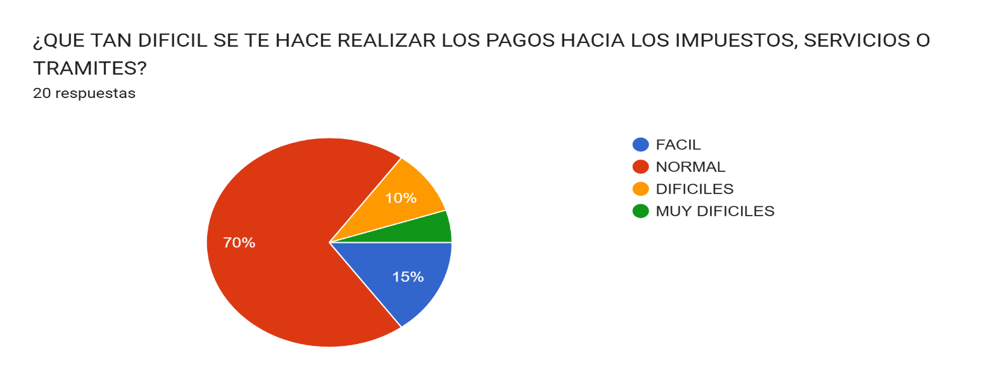 ¿QUE TAN DIFICIL SE TE HACE REALIZAR LOS PAGOS HACIA LOS IMPUESTOS, SERVICIOS O
TRAMITES?
20 respuestas
FACIL
NORMAL
DIFICILES
MUY DIFICILES
10%
70%
15%